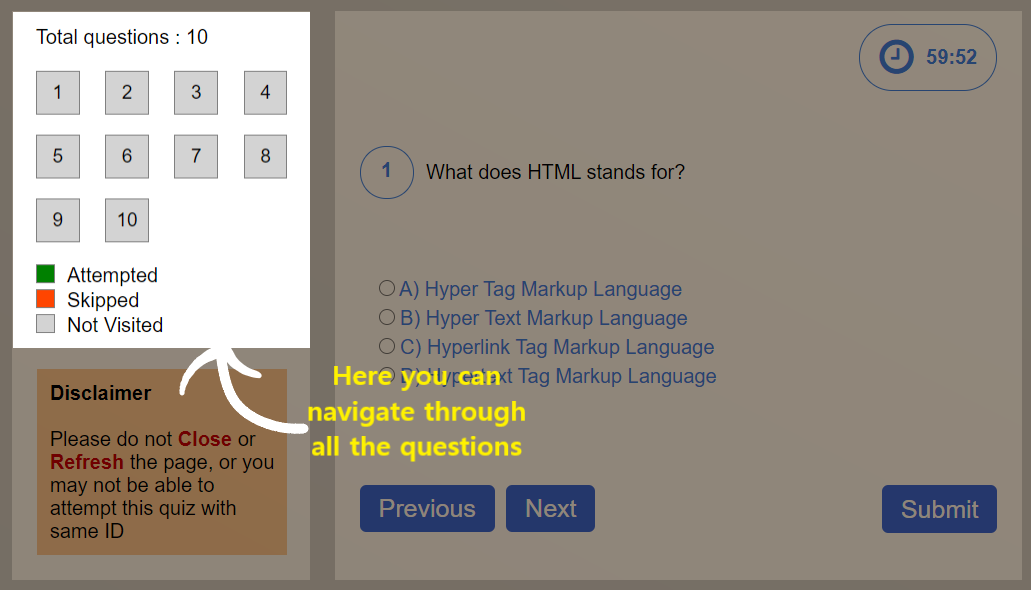 Total questions : 10
1 2 3 4
5 6 7 8
9 10
Attempted
Skipped
Not Visited
Disclaimer
Please do not Close or
Refresh the page, or you
may not be able to
attempt this quiz with
same ID
59:52
1 What does HTML stands for?
A) Hyper Tag Markup Language
B) Hyper Text Markup Language
C) Hyperlink Tag Markup Language
D) Hypertext Tag Markup Language
Here you can
navigate through
all the questions
Previous Next Submit